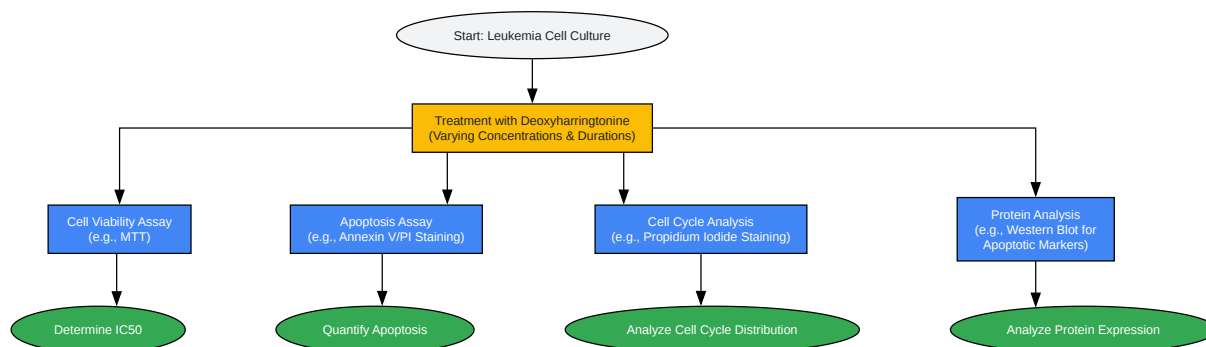 Start: Leukemia Cell Culture
Treatment with Deoxyharringtonine
(Varying Concentrations & Durations)
Cell Viability Assay
(e.g., MTT)
Apoptosis Assay
(e.g., Annexin V/PI Staining)
Cell Cycle Analysis
(e.g., Propidium Iodide Staining)
Protein Analysis
(e.g., Western Blot for
Apoptotic Markers)
Determine IC50
Quantify Apoptosis
Analyze Cell Cycle Distribution
Analyze Protein Expression